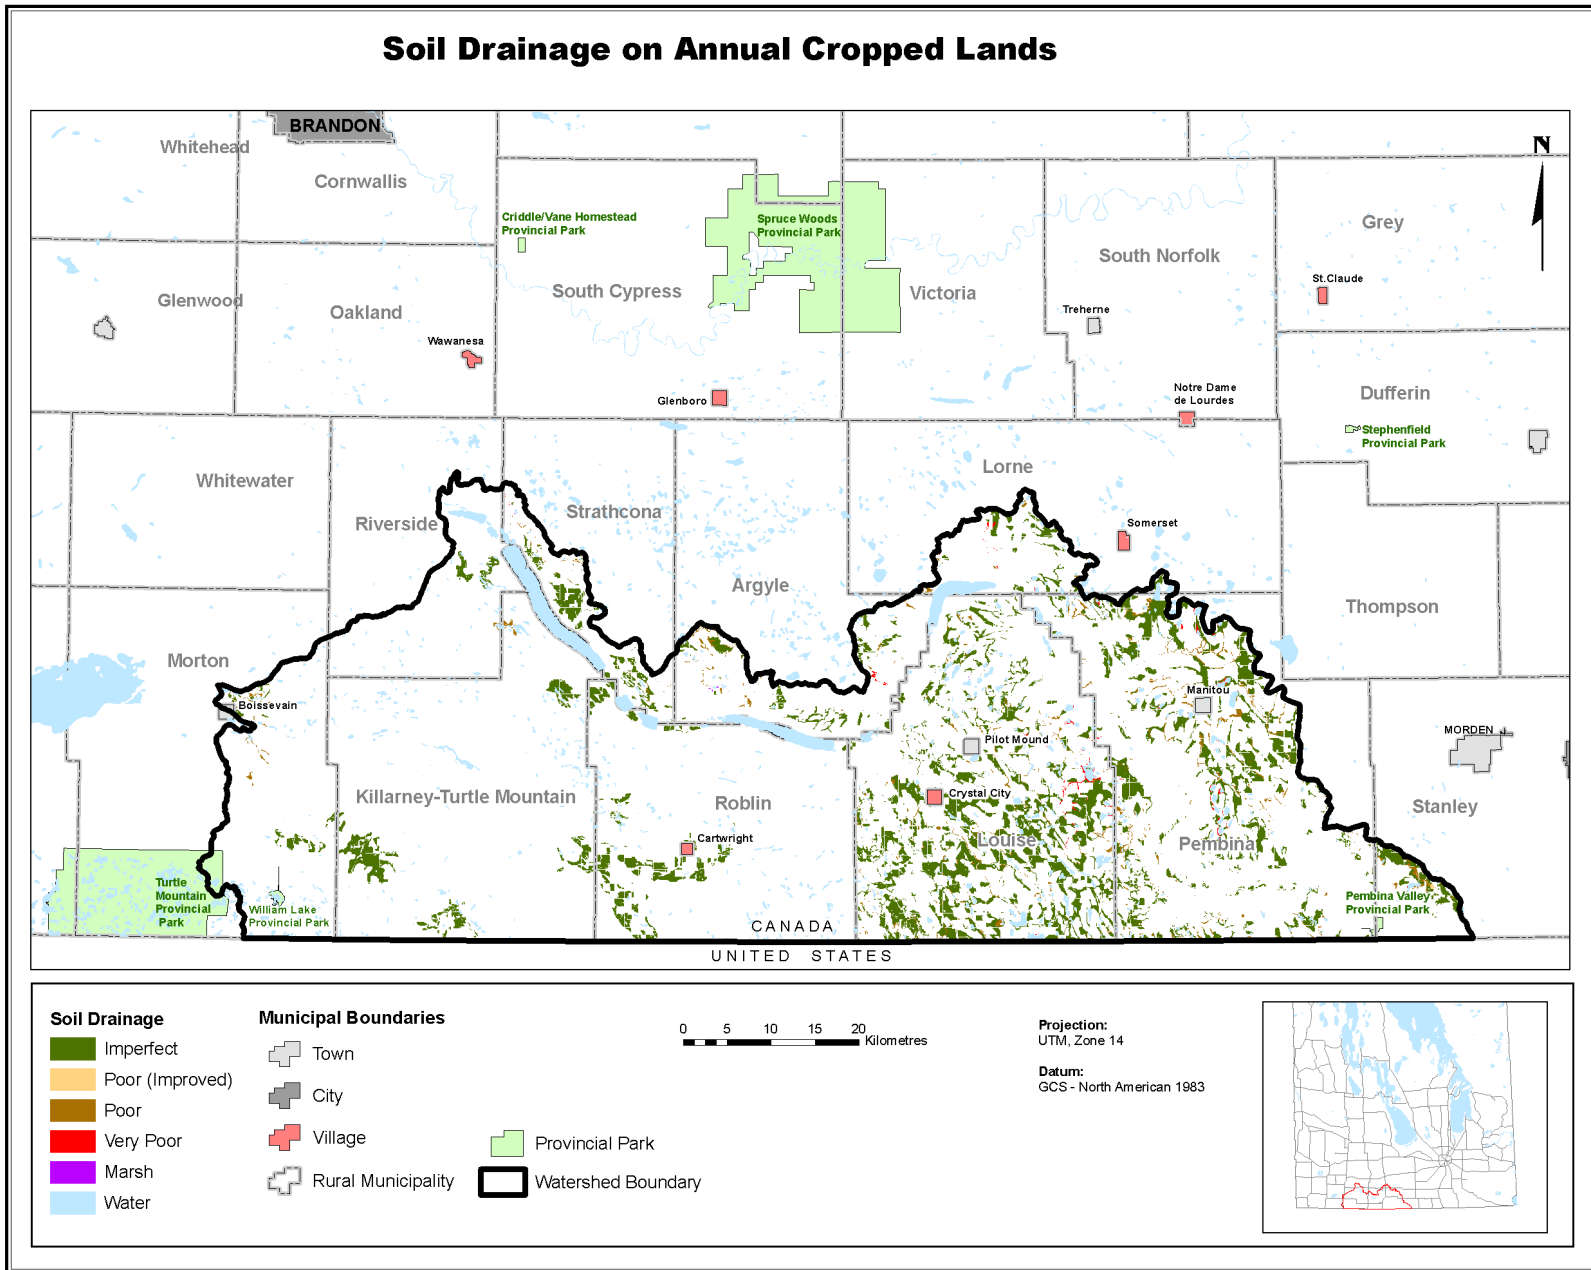 Soil Drainage on Annual Cropped Lands
BRANDON
Whitehead
Cornwallis
N
Criddle/Vane Homestead
Provincial Park
Spruce Woods
Provincial Park
Grey
South Norfolk
St.Claude
Glenwood
Oakland
South Cypress
Victoria
Treherne
Wawanesa
Glenboro
Notre Dame
de Lourdes
Dufferin
Stephenfield
Provincial Park
Whitewater
Lorne
Riverside
Strathcona
Somerset
Argyle
Thompson
Morton
Boissevain
Manitou
Pilot Mound
MORDEN
Killarney-Turtle Mountain
Roblin
Crystal City
Stanley
Cartwright
Louise
Pembina
Turtle
Mountain
Provincial
Park
William Lake
Provincial Park
Pembina Valley
Provincial Park
CANADA
UNITED STATES
Soil Drainage
Imperfect
Poor (Improved)
Poor
Very Poor
Marsh
Water
Municipal Boundaries
Town
City
Village
Rural Municipality
Provincial Park
Watershed Boundary
0 5 10 15 20
Kilometres
Projection:
UTM, Zone 14
Datum:
GCS - North American 1983